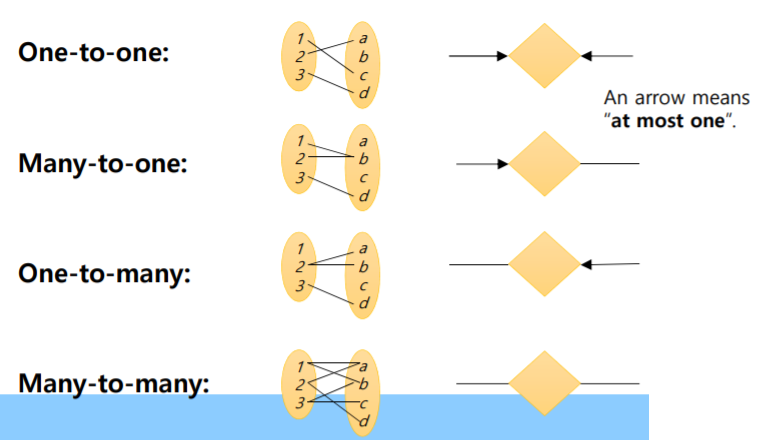 One-to-one:
1 a
2 b
3 c
d
An arrow means
“at most one”.
Many-to-one:
1 a
2 b
3 c
d
One-to-many:
1 a
2 b
3 c
d
Many-to-many:
1 a
2 b
3 c
d